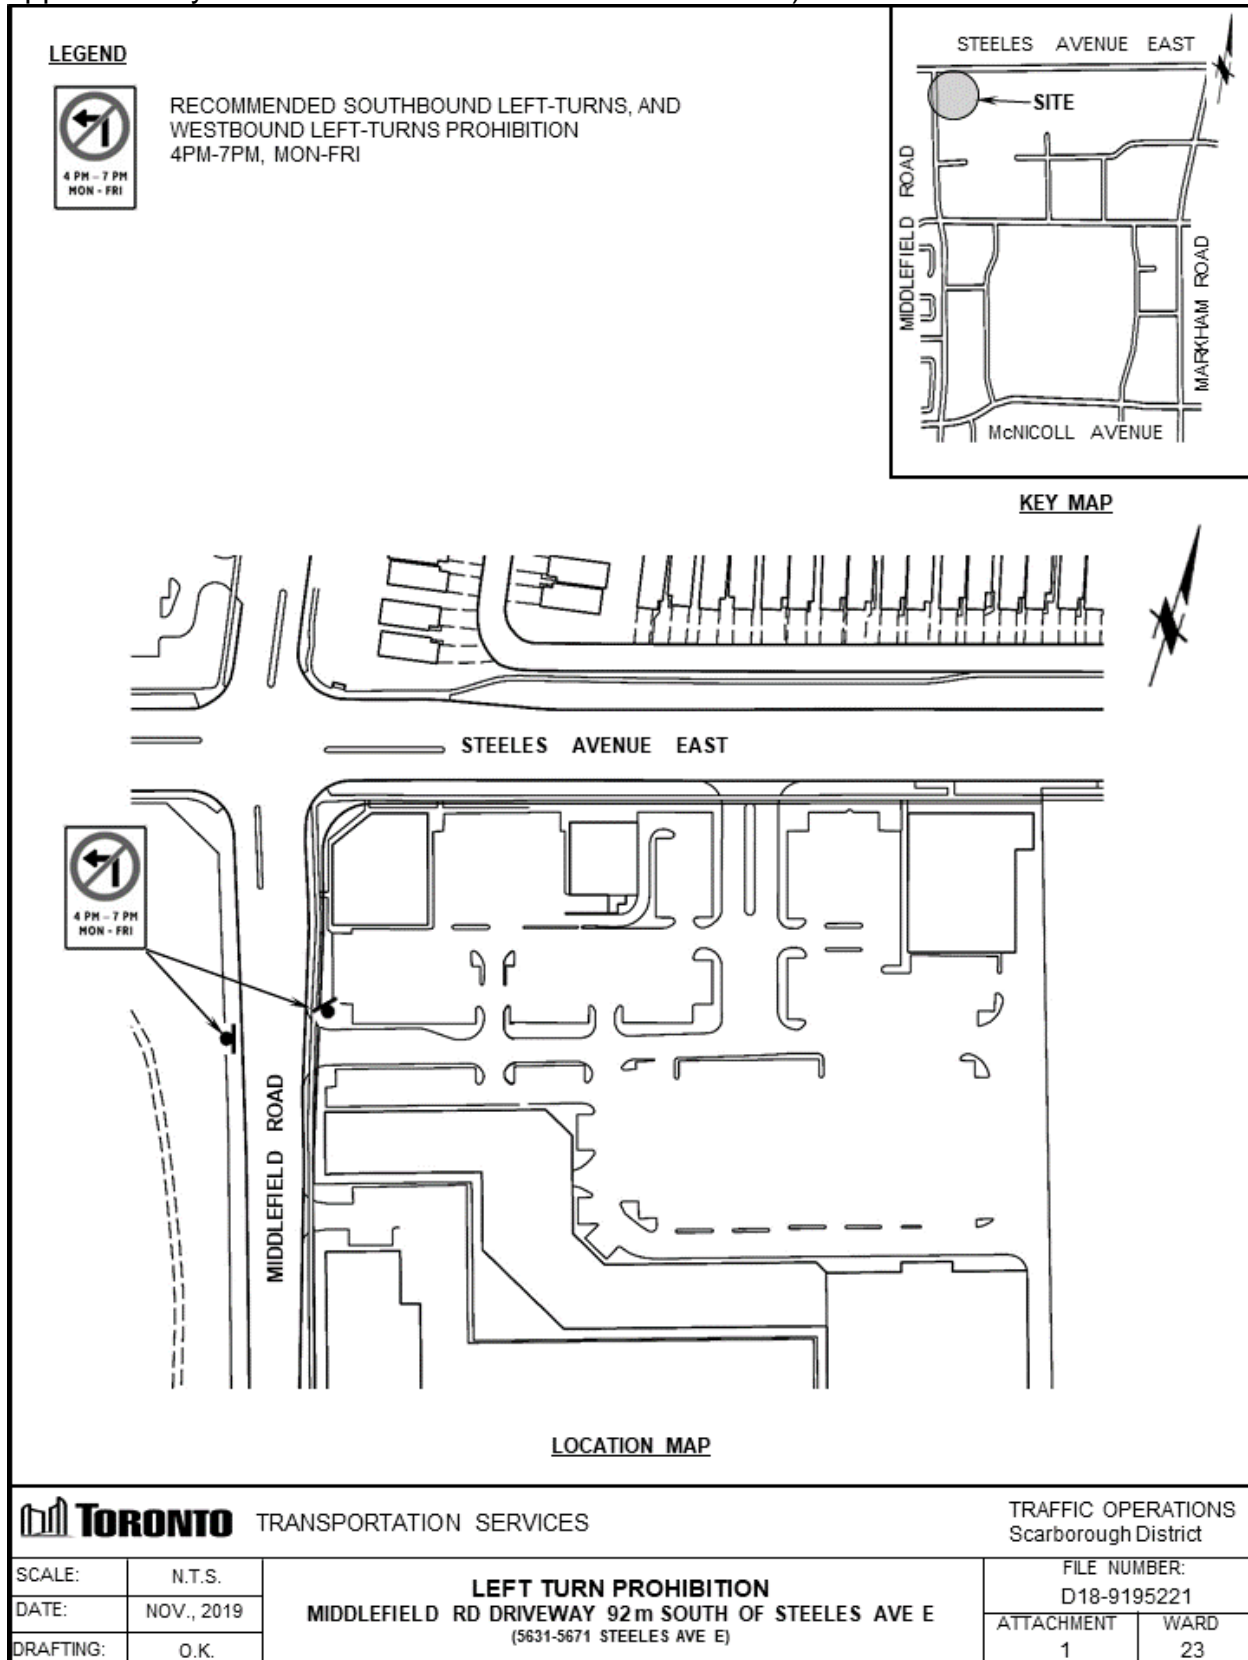 LEGEND
4 PM – 7 PM
MON - FRI
RECOMMENDED SOUTHBOUND LEFT-TURNS, AND
WESTBOUND LEFT-TURNS PROHIBITION
4PM-7PM, MON-FRI
STEELES AVENUE EAST
SITE
MIDDLEFIELD ROAD
MARKHAM ROAD
McNICOLL AVENUE
KEY MAP
STEELES AVENUE EAST
4 PM – 7 PM
MON - FRI
MIDDLEFIELD ROAD
LOCATION MAP
TORONTO TRANSPORTATION SERVICES
TRAFFIC OPERATIONS
Scarborough District
SCALE: N.T.S.
DATE: NOV., 2019
DRAFTING: O.K.
LEFT TURN PROHIBITION
MIDDLEFIELD RD DRIVEWAY 92m SOUTH OF STEELES AVE E
(5631-5671 STEELES AVE E)
FILE NUMBER:
D18-9195221
ATTACHMENT WARD
1 23